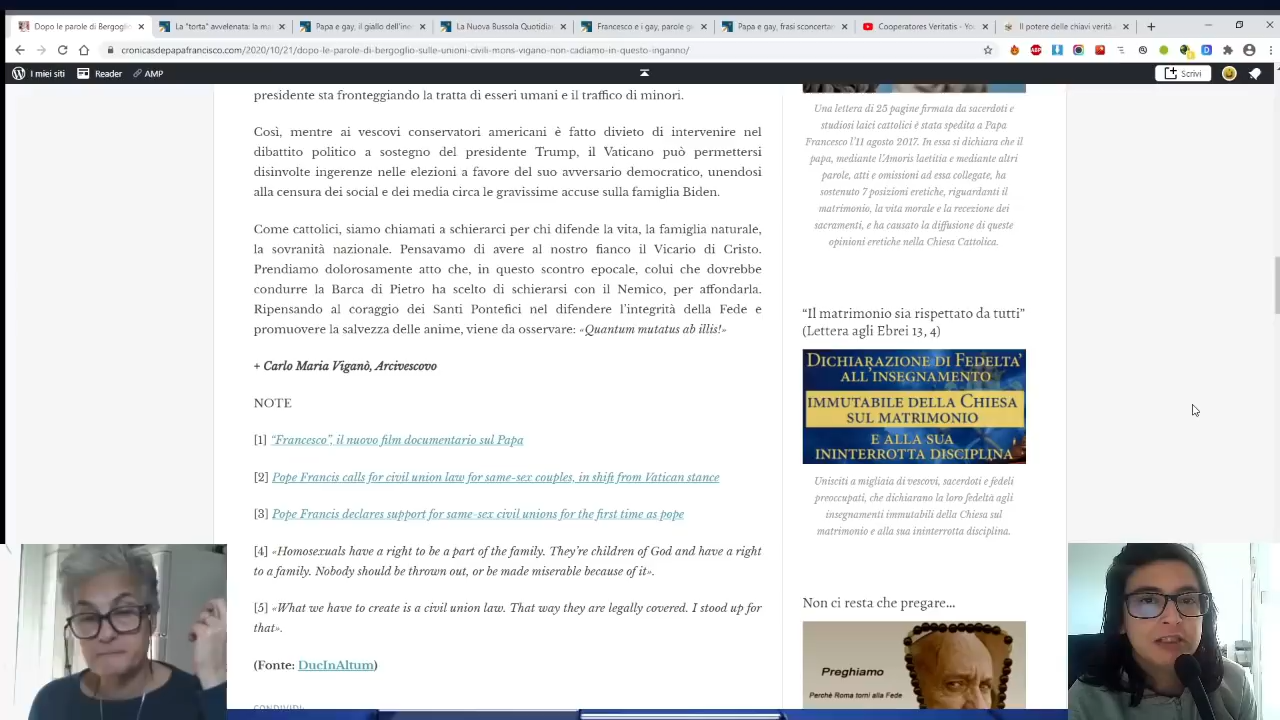 Dopo le parole di Bergoglio
La "torta" avvelenata: la ma
Papa e gay, il giallo dell'ine
La Nuova Bussola Quotidian
Francesco e i gay, parole g
Papa e gay, frasi sconcertan
Cooperatores Veritatis - You
Il potere delle chiavi verità e
cronicasdepapafrancisco.com/2020/10/21/dopo-le-parole-di-bergoglio-sulle-unioni-civili-mons-vigano-non-cadiamo-in-questo-inganno/
I miei siti
Reader
AMP
Scrivi
presidente sta fronteggiando la tratta di esseri umani e il traffico di minori.
Così, mentre ai vescovi conservatori americani è fatto divieto di intervenire nel
dibattito politico a sostegno del presidente Trump, il Vaticano può permettersi
disinvolte ingerenze nelle elezioni a favore del suo avversario democratico, unendosi
alla censura dei social e dei media circa le gravissime accuse sulla famiglia Biden.
Come cattolici, siamo chiamati a schierarci per chi difende la vita, la famiglia naturale,
la sovranità nazionale. Pensavamo di avere al nostro fianco il Vicario di Cristo.
Prendiamo dolorosamente atto che, in questo scontro epocale, colui che dovrebbe
condurre la Barca di Pietro ha scelto di schierarsi con il Nemico, per affondarla.
Ripensando al coraggio dei Santi Pontefici nel difendere l'integrità della Fede e
promuovere la salvezza delle anime, viene da osservare: «Quantum mutatus ab illis!»
+ Carlo Maria Viganò, Arcivescovo
NOTE
[1] "Francesco", il nuovo film documentario sul Papa
[2] Pope Francis calls for civil union law for same-sex couples, in shift from Vatican stance
[3] Pope Francis declares support for same-sex civil unions for the first time as pope
[4] «Homosexuals have a right to be a part of the family. They're children of God and have a right
to a family. Nobody should be thrown out, or be made miserable because of it».
[5] «What we have to create is a civil union law. That way they are legally covered. I stood up for
that».
(Fonte: DucInAltum)
CONDIVIDI:
Una lettera di 25 pagine firmata da sacerdoti e
studiosi laici cattolici è stata spedita a Papa
Francesco l'11 agosto 2017. In essa si dichiara che il
papa, mediante l'Amoris laetitia e mediante altri
parole, atti e omissioni ad essa collegate, ha
sostenuto 7 posizioni eretiche, riguardanti il
matrimonio, la vita morale e la recezione dei
sacramenti, e ha causato la diffusione di queste
opinioni eretiche nella Chiesa Cattolica.
"Il matrimonio sia rispettato da tutti"
(Lettera agli Ebrei 13, 4)
DICHIARAZIONE DI FEDELTA'
ALL'INSEGNAMENTO
IMMUTABILE DELLA CHIESA
SUL MATRIMONIO
E ALLA SUA
ININTERROTTA DISCIPLINA
Unisciti a migliaia di vescovi, sacerdoti e fedeli
preoccupati, che dichiarano la loro fedeltà agli
insegnamenti immutabili della Chiesa sul
matrimonio e alla sua ininterrotta disciplina.
Non ci resta che pregare...
Preghiamo
Perchè Roma torni alla Fede